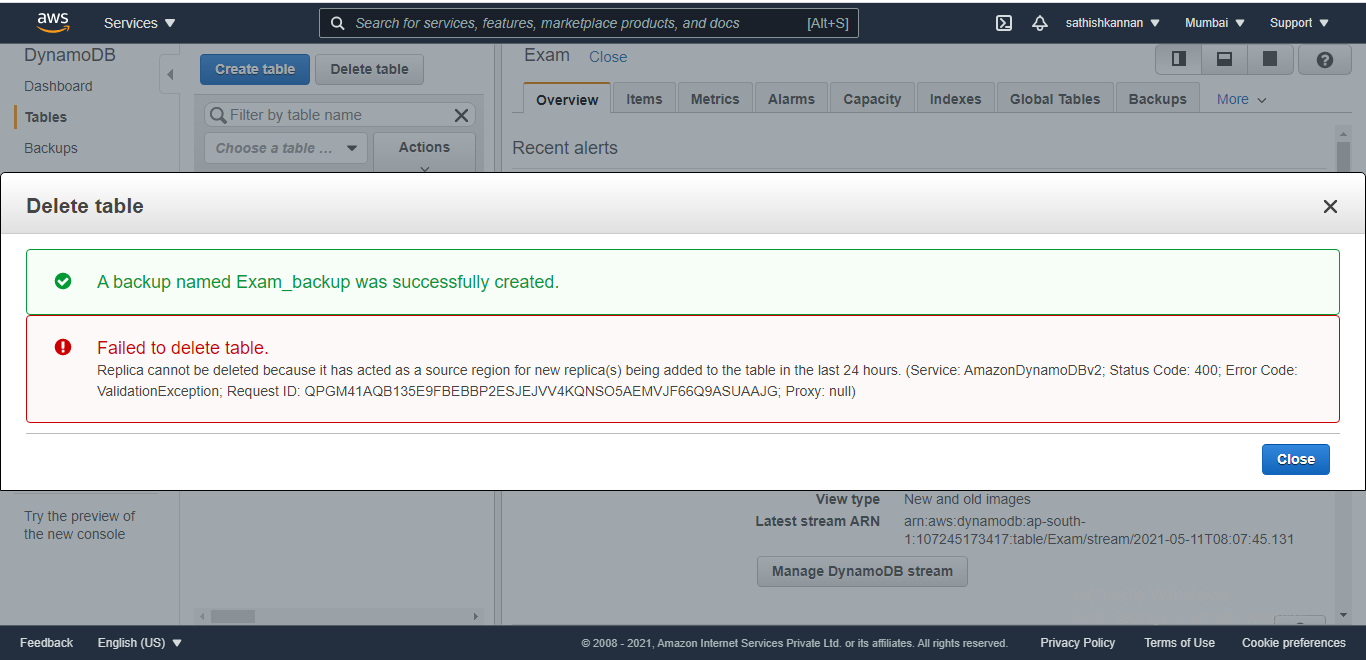 aws
Services
Search for services, features, marketplace products, and docs [Alt+S]
sathishkannan
Mumbai
Support
DynamoDB
Dashboard
Tables
Backups
Create table
Delete table
Filter by table name
Choose a table ...
Actions
Exam Close
Overview Items Metrics Alarms Capacity Indexes Global Tables Backups More
Recent alerts
Delete table
A backup named Exam_backup was successfully created.
Failed to delete table.
Replica cannot be deleted because it has acted as a source region for new replica(s) being added to the table in the last 24 hours. (Service: AmazonDynamoDBv2; Status Code: 400; Error Code:
ValidationException; Request ID: QPGM41AQB135E9FBEBBP2ESJEJVV4KQNSO5AEMVJF66Q9ASUAAJG; Proxy: null)
Close
Try the preview of
the new console
View type New and old images
Latest stream ARN arn:aws:dynamodb:ap-south-
1:107245173417:table/Exam/stream/2021-05-11T08:07:45.131
Manage DynamoDB stream
Feedback English (US) © 2008 - 2021, Amazon Internet Services Private Ltd. or its affiliates. All rights reserved. Privacy Policy Terms of Use Cookie preferences